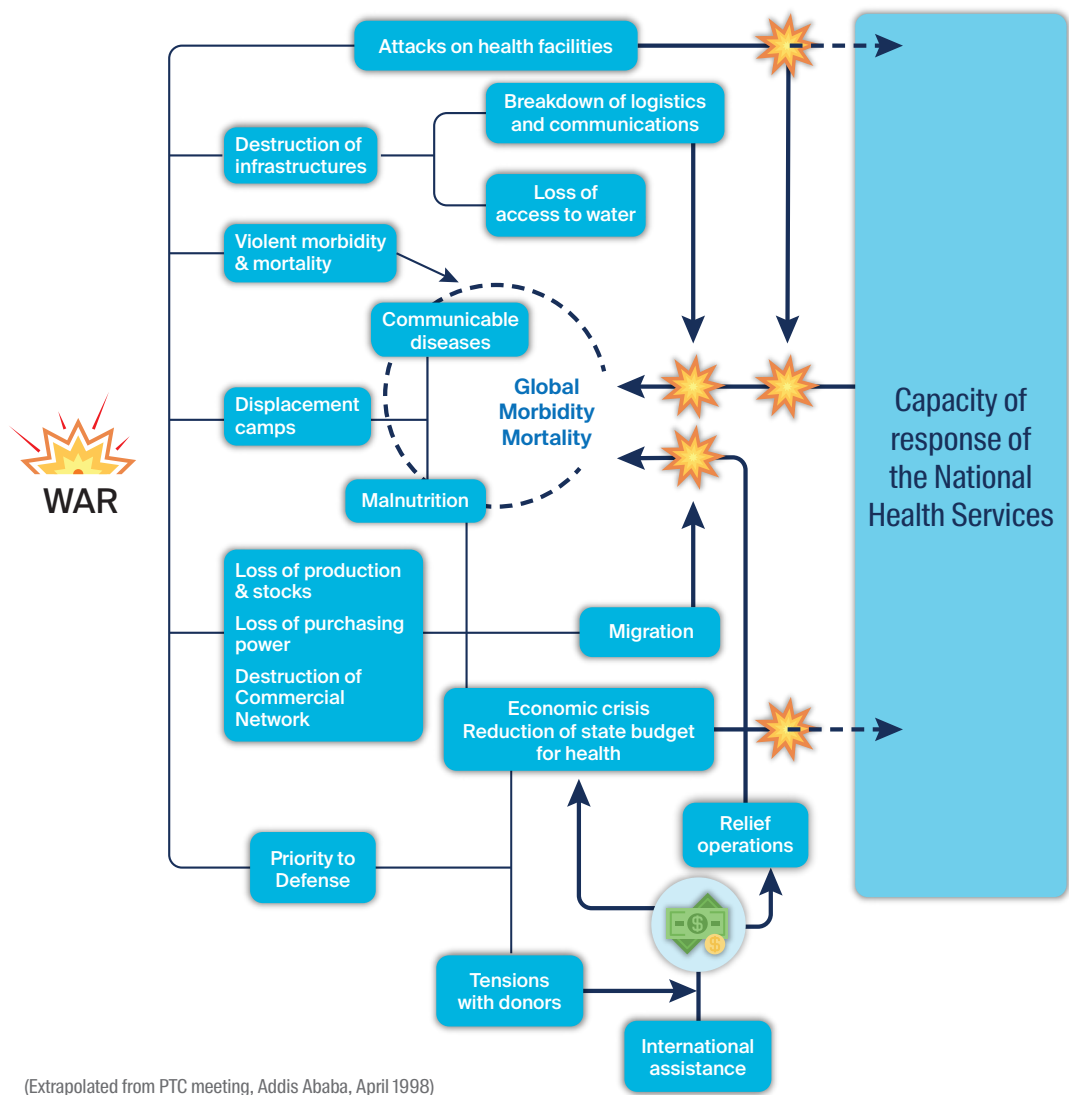 Attacks on health facilities
Breakdown of logistics
and communications
Destruction of
infrastructures
Loss of
access to water
Violent morbidity
& mortality
Communicable
diseases
Global
Morbidity
Mortality
Displacement
camps
Capacity of
response of
the National
Health Services
WAR
Malnutrition
Loss of production
& stocks
Loss of purchasing
power
Destruction of
Commercial
Network
Migration
Economic crisis
Reduction of state budget
for health
Relief
operations
Priority to
Defense
$
$
Tensions
with donors
International
assistance
(Extrapolated from PTC meeting, Addis Ababa, April 1998)